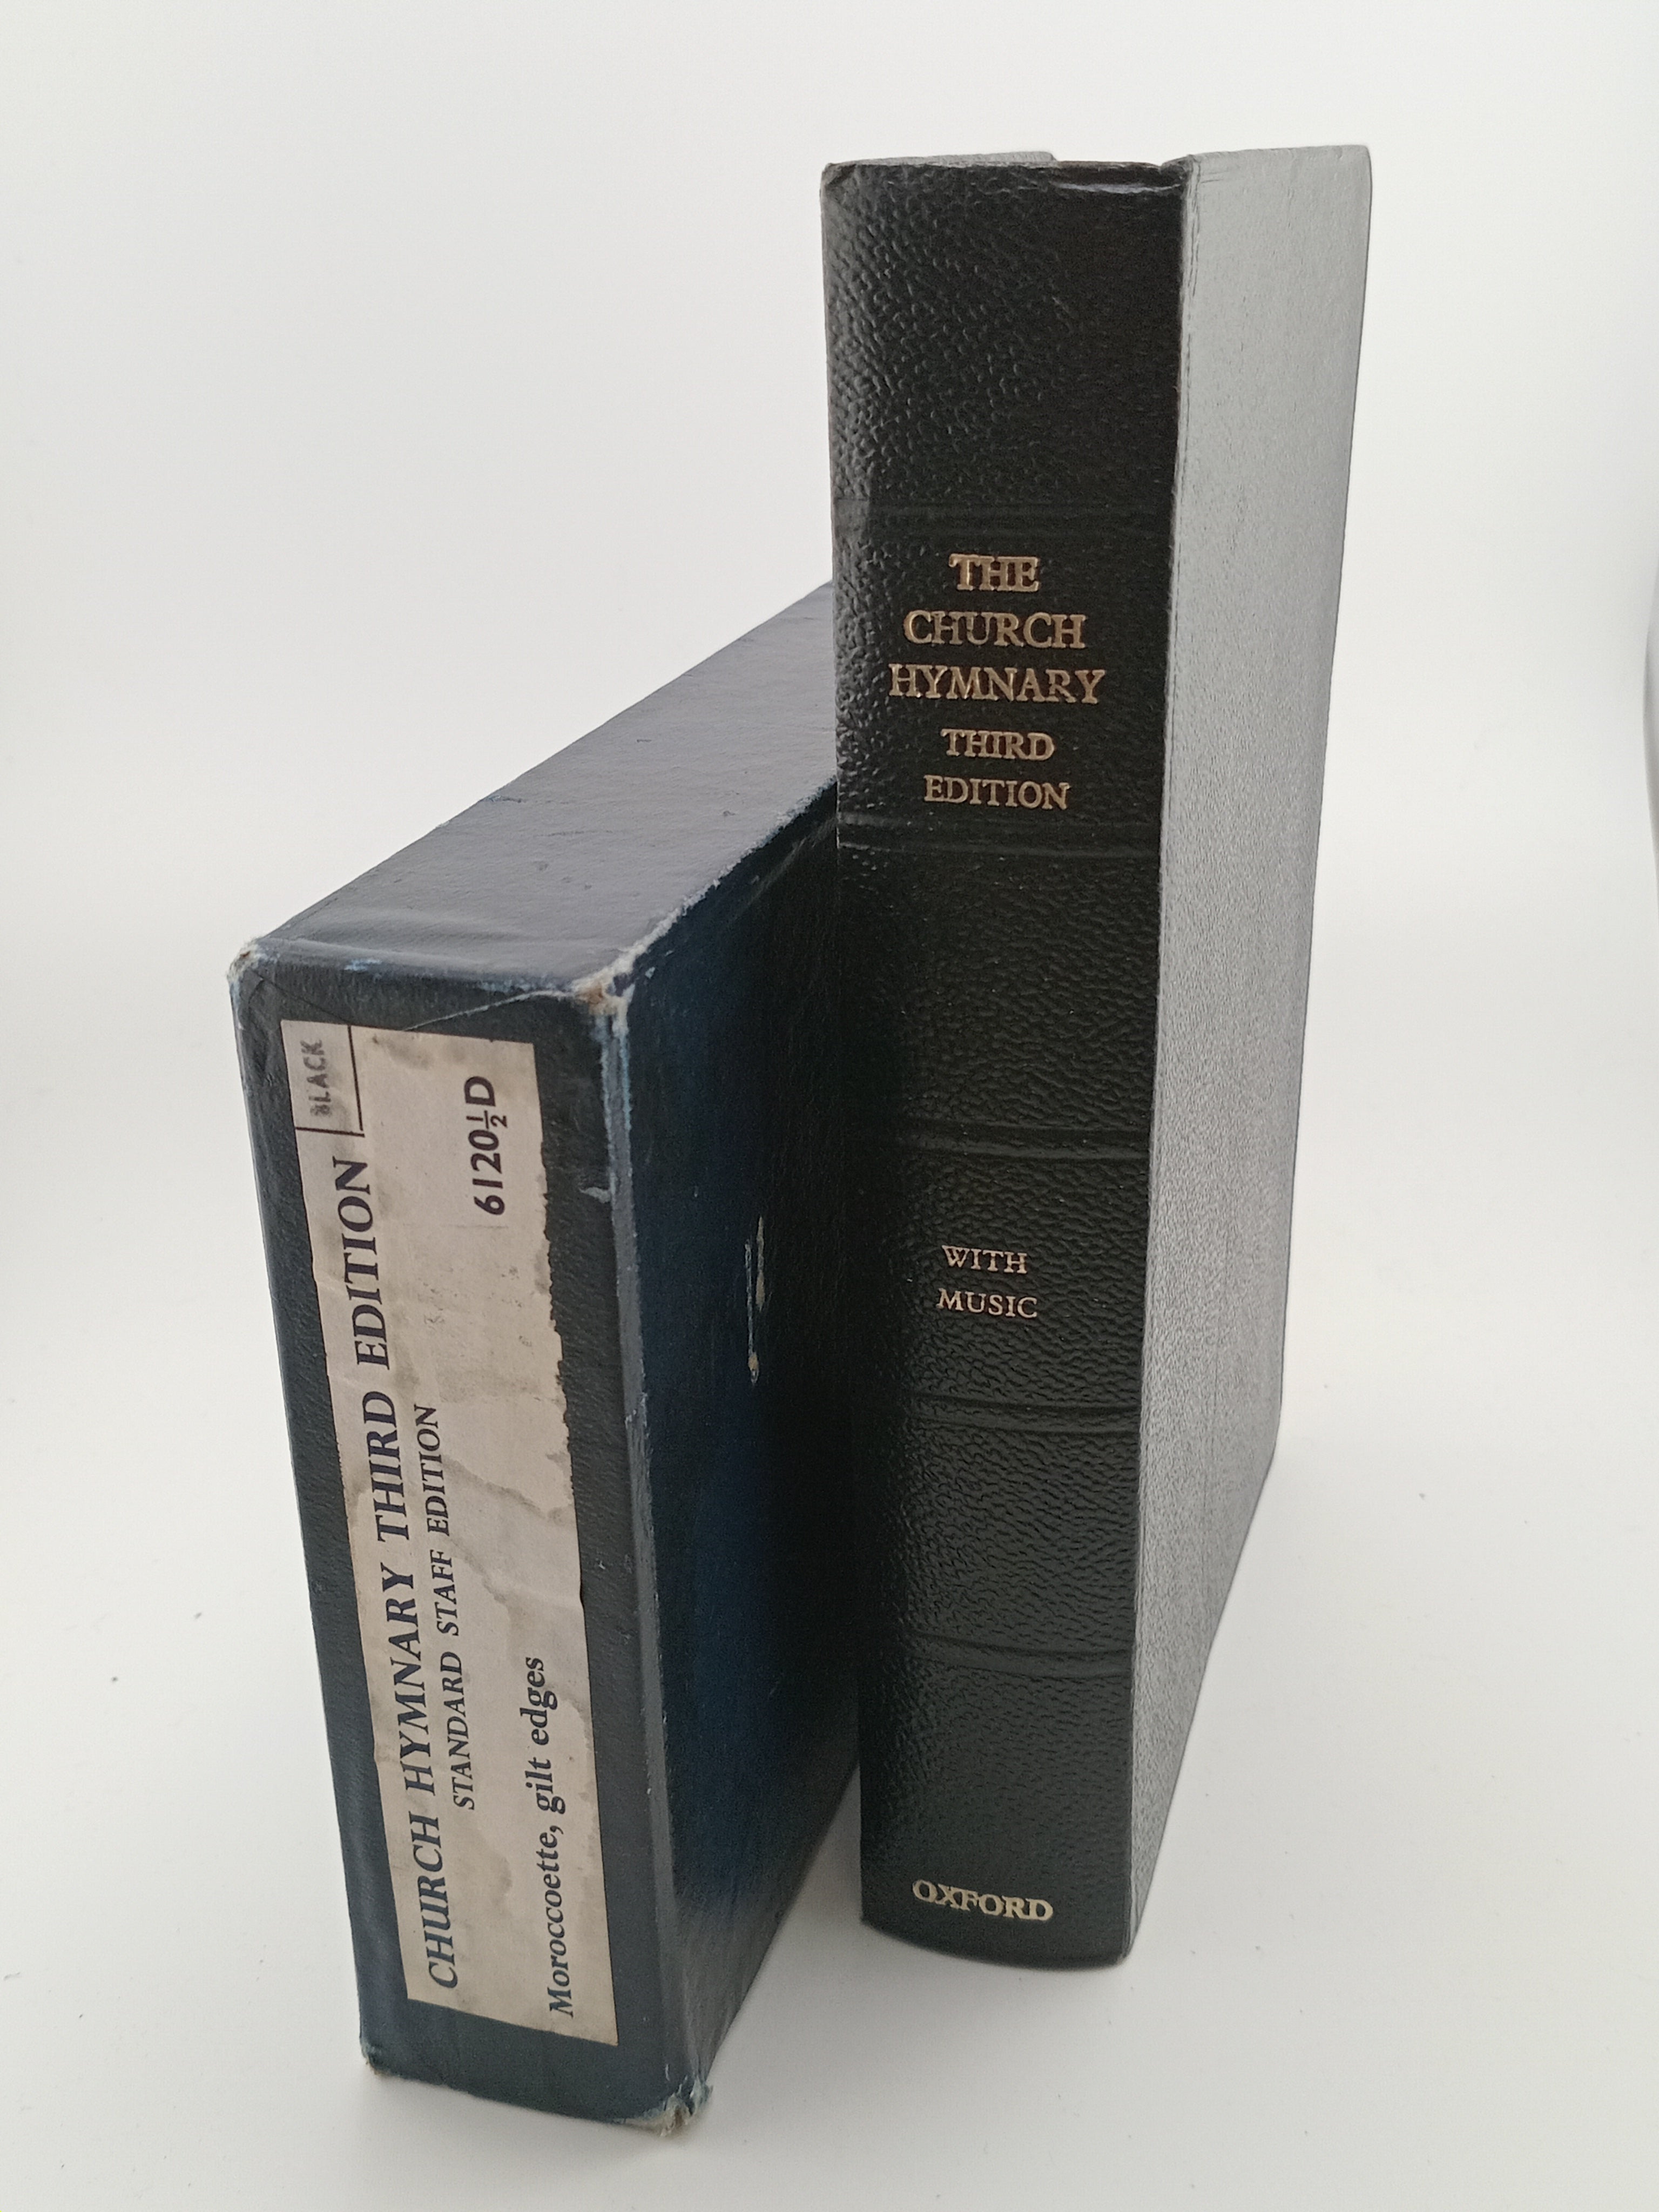 BLACK
CHURCH HYMNARY THIRD EDITION
STANDARD STAFF EDITION
6120½D
Moroccoette, gilt edges
THE
CHURCH
HYMNARY
THIRD
EDITION
WITH
MUSIC
OXFORD